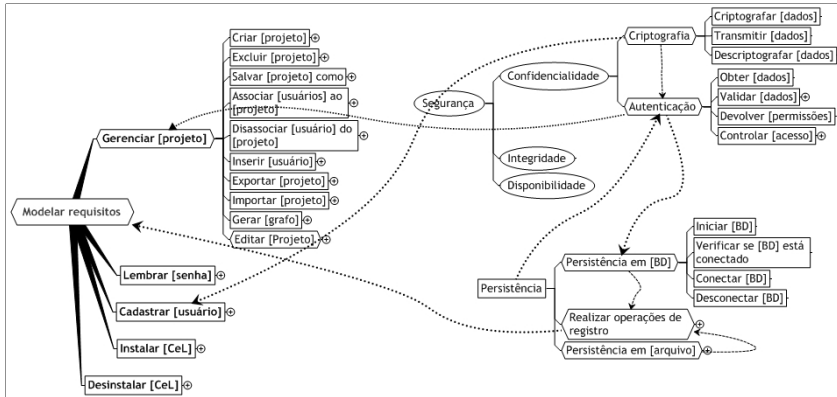 Criar [projeto]
Excluir [projeto]
Salvar [projeto] como
Associar [usuários] ao
[projeto]
Gerenciar [projeto]
Disassociar [usuário] do
[projeto]
Inserir [usuário]
Exportar [projeto]
Importar [projeto]
Gerar [grafo]
Editar [Projeto]
Modelar requisitos
Lembrar [senha]
Cadastrar [usuário]
Instalar [CeL]
Desinstalar [CeL]
Segurança
Confidencialidade
Criptografia
Criptografar [dados]
Transmitir [dados]
Descriptografar [dados]
Autenticação
Obter [dados]
Validar [dados]
Devolver [permissões]
Controlar [acesso]
Integridade
Disponibilidade
Persistência
Persistência em [BD]
Iniciar [BD]
Verificar se [BD] está
conectado
Conectar [BD]
Desconectar [BD]
Realizar operações de
registro
Persistência em [arquivo]